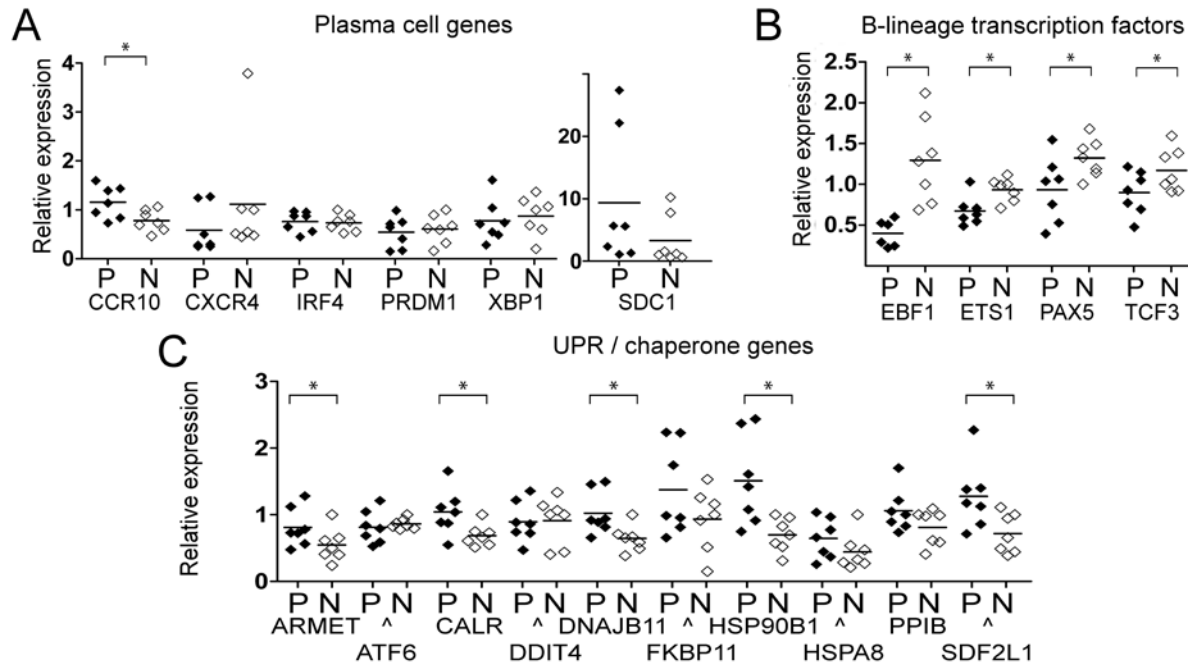 A Plasma cell genes
Relative expression
4
3
2
1
0
*
P N P N P N P N P N
CCR10 CXCR4 IRF4 PRDM1 XBP1
20
10
0
P N
SDC1
B B-lineage transcription factors
Relative expression
2.5
2.0
1.5
1.0
0.5
* * * *
P N P N P N P N
EBF1 ETS1 PAX5 TCF3
C UPR / chaperone genes
Relative expression
3
2
1
0
* * * * *
P N P N P N P N P N P N P N P N P N P N
ARMET ^ CALR ^ DNAJB11 ^ HSP90B1 ^ PPIB ^
ATF6 DDIT4 FKBP11 HSPA8 SDF2L1